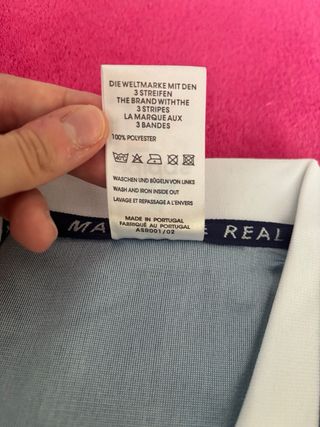 DIE WELTMARKE MIT DEN
3 STREIFEN
THE BRAND WITH THE
3 STRIPES
LA MARQUE AUX
3 BANDES
100% POLYESTER
WASCHEN UND BÜGELN VON LINKS
WASH AND IRON INSIDE OUT
LAVAGE ET REPASSAGE A L'ENVERS
MADE IN PORTUGAL
FABRIQUÉ AU PORTUGAL
ASR001/02
REAL